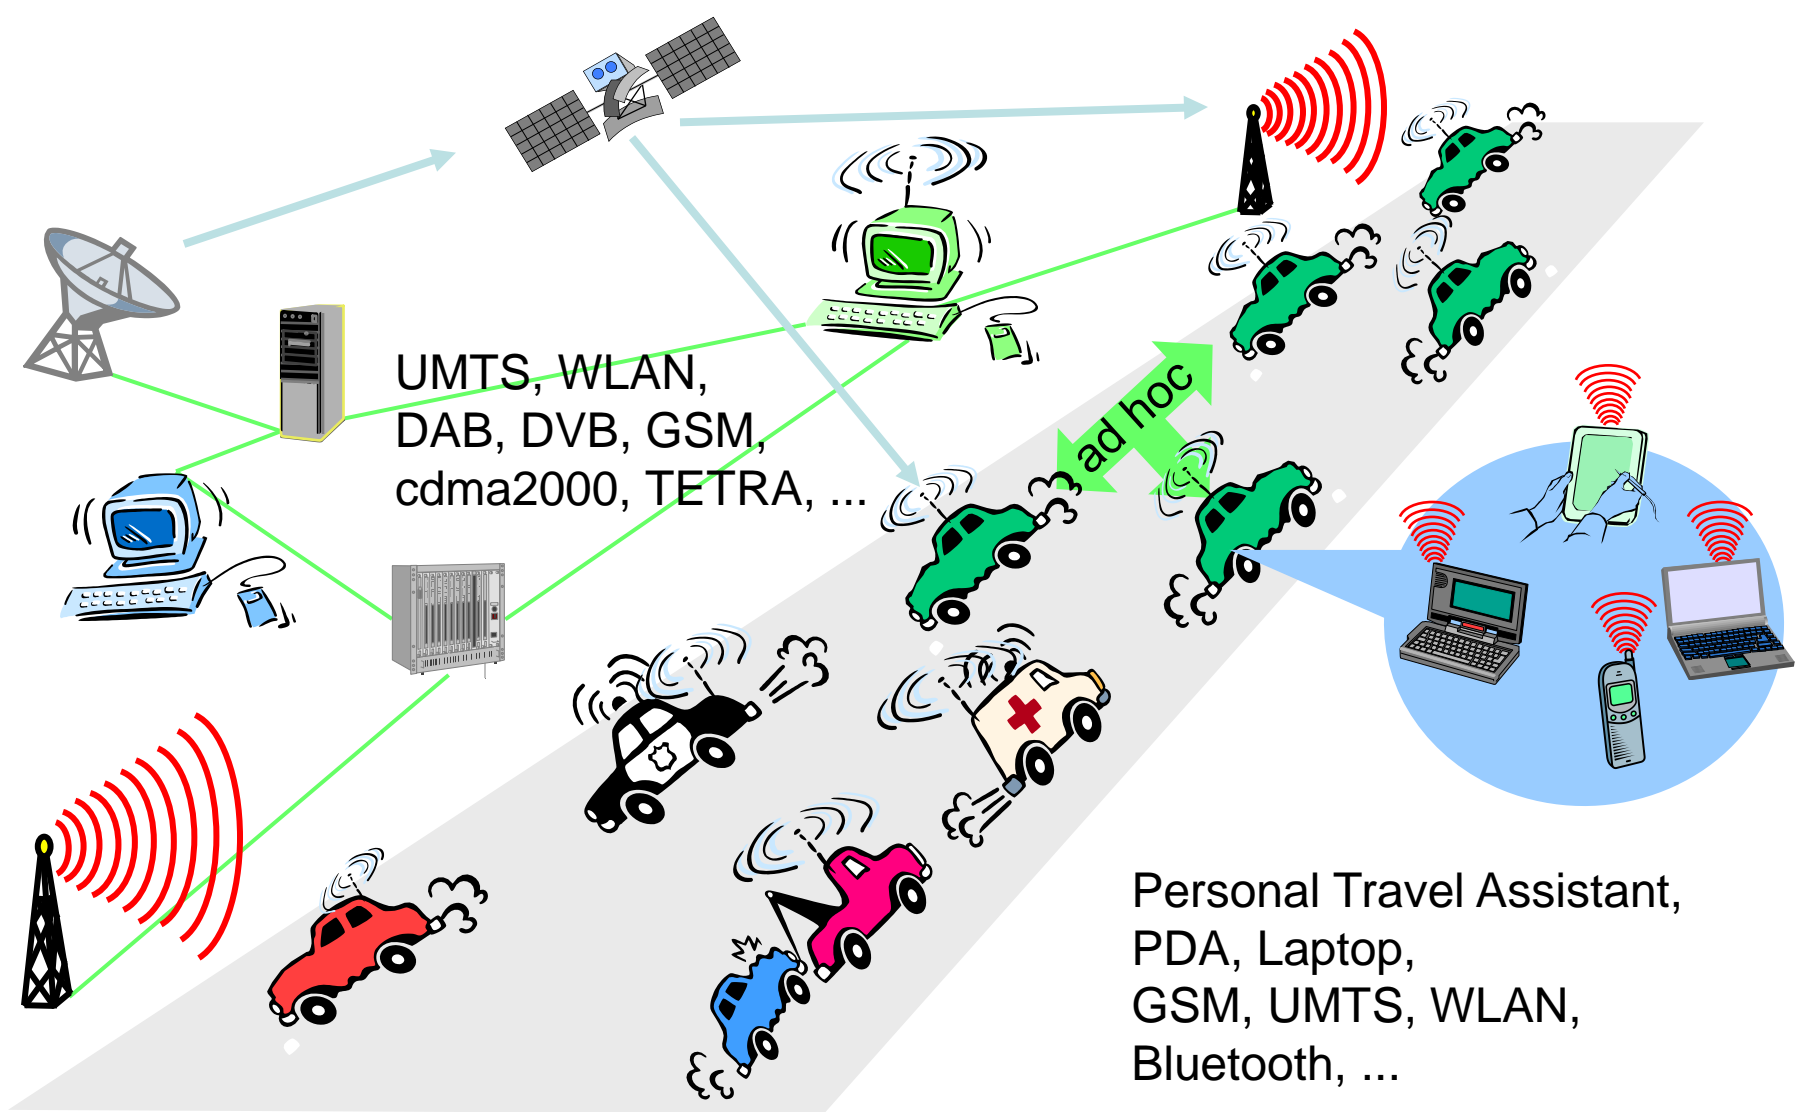 UMTS, WLAN,
DAB, DVB, GSM,
cdma2000, TETRA, ...
ad hoc
Personal Travel Assistant,
PDA, Laptop,
GSM, UMTS, WLAN,
Bluetooth, ...